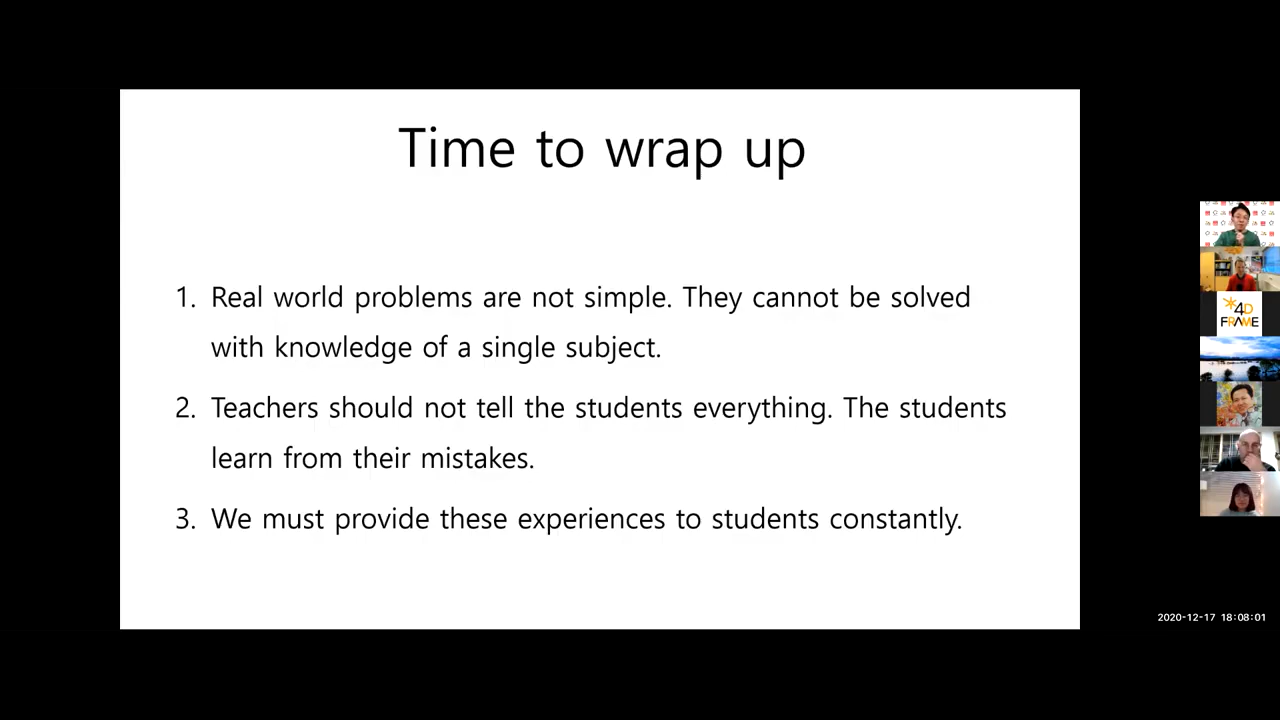 Time to wrap up
1. Real world problems are not simple. They cannot be solved
with knowledge of a single subject.
2. Teachers should not tell the students everything. The students
learn from their mistakes.
3. We must provide these experiences to students constantly.
4D
FRAME
2020-12-17 18:08:01